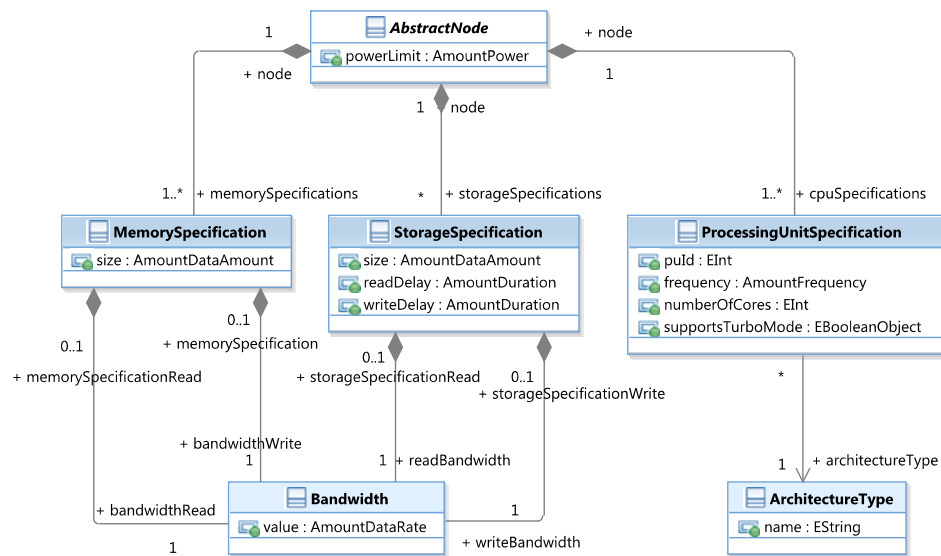 AbstractNode
powerLimit : AmountPower
1
+ node
+ node
1
1
node
1..*
+ memorySpecifications
*
+ storageSpecifications
1..*
+ cpuSpecifications
MemorySpecification
size : AmountDataAmount
StorageSpecification
size : AmountDataAmount
readDelay : AmountDuration
writeDelay : AmountDuration
ProcessingUnitSpecification
puId : EInt
frequency : AmountFrequency
numberOfCores : EInt
supportsTurboMode : EBooleanObject
0..1
+ memorySpecificationRead
0..1
+ memorySpecification
0..1
+ storageSpecificationRead
0..1
+ storageSpecificationWrite
*
+ bandwidthWrite
1
1
+ readBandwidth
1
+ architectureType
+ bandwidthRead
1
1
+ writeBandwidth
Bandwidth
value : AmountDataRate
ArchitectureType
name : EString